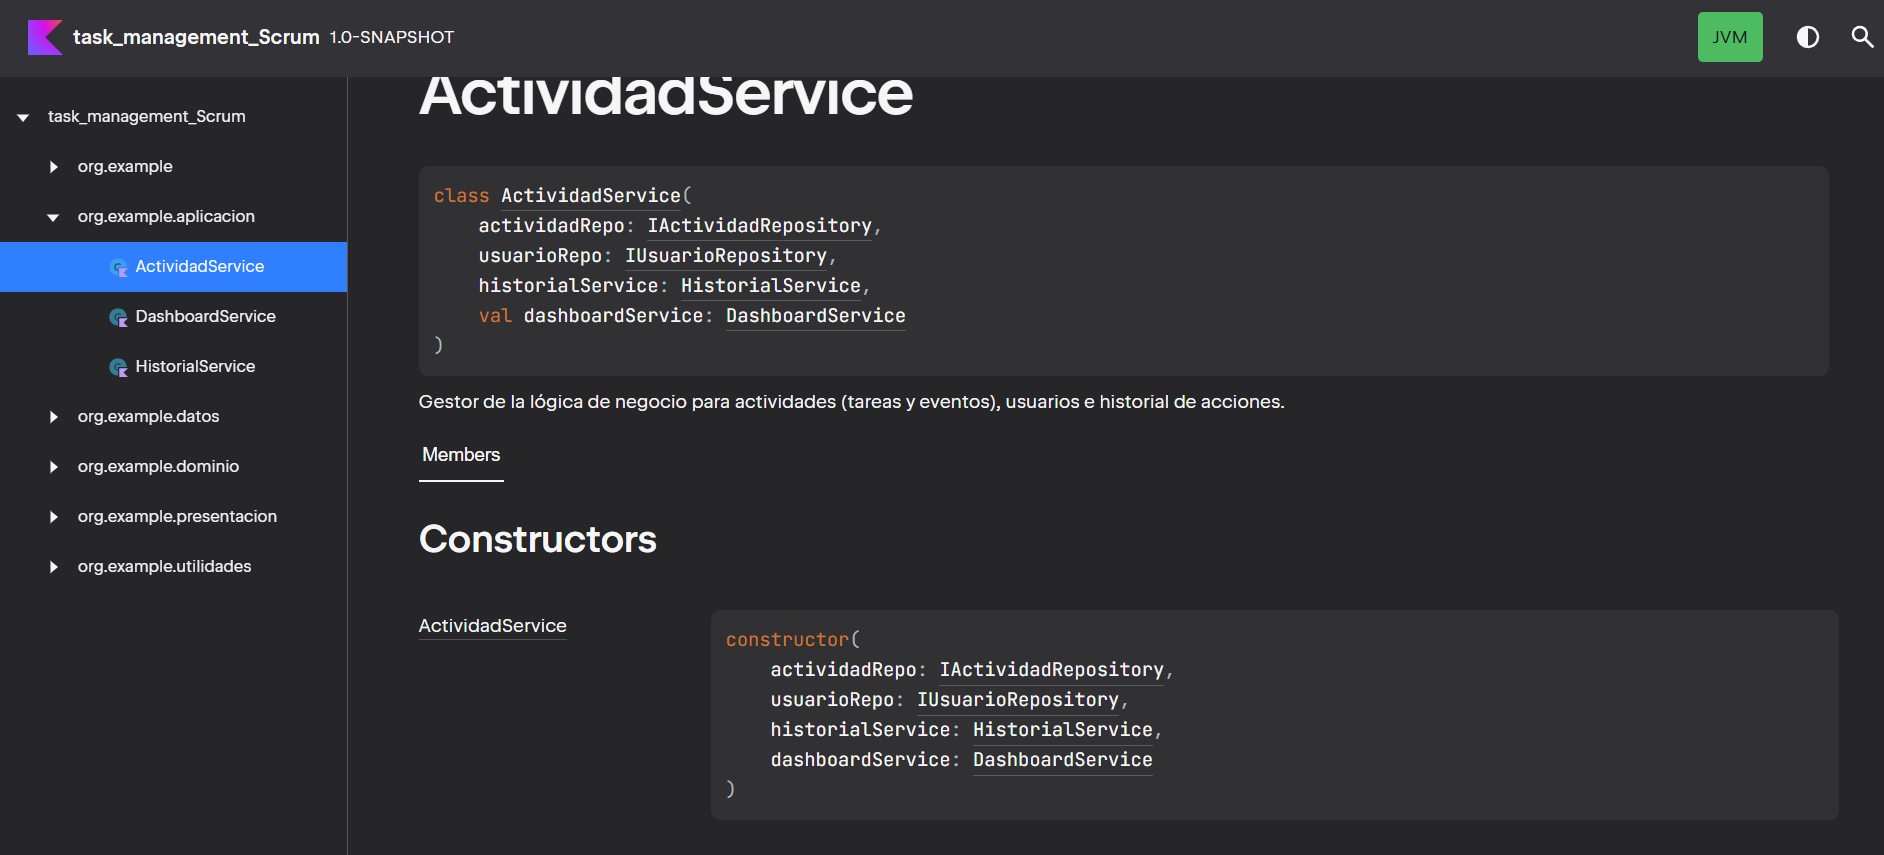 task_management_Scrum 1.0-SNAPSHOT
JVM
task_management_Scrum
org.example
org.example.aplicacion
ActividadService
DashboardService
HistorialService
org.example.datos
org.example.dominio
org.example.presentacion
org.example.utilidades
ActividadService
class ActividadService(
    actividadRepo: IActividadRepository,
    usuarioRepo: IUsuarioRepository,
    historialService: HistorialService,
    val dashboardService: DashboardService
)
Gestor de la lógica de negocio para actividades (tareas y eventos), usuarios e historial de acciones.
Members
Constructors
ActividadService
constructor(
    actividadRepo: IActividadRepository,
    usuarioRepo: IUsuarioRepository,
    historialService: HistorialService,
    dashboardService: DashboardService
)